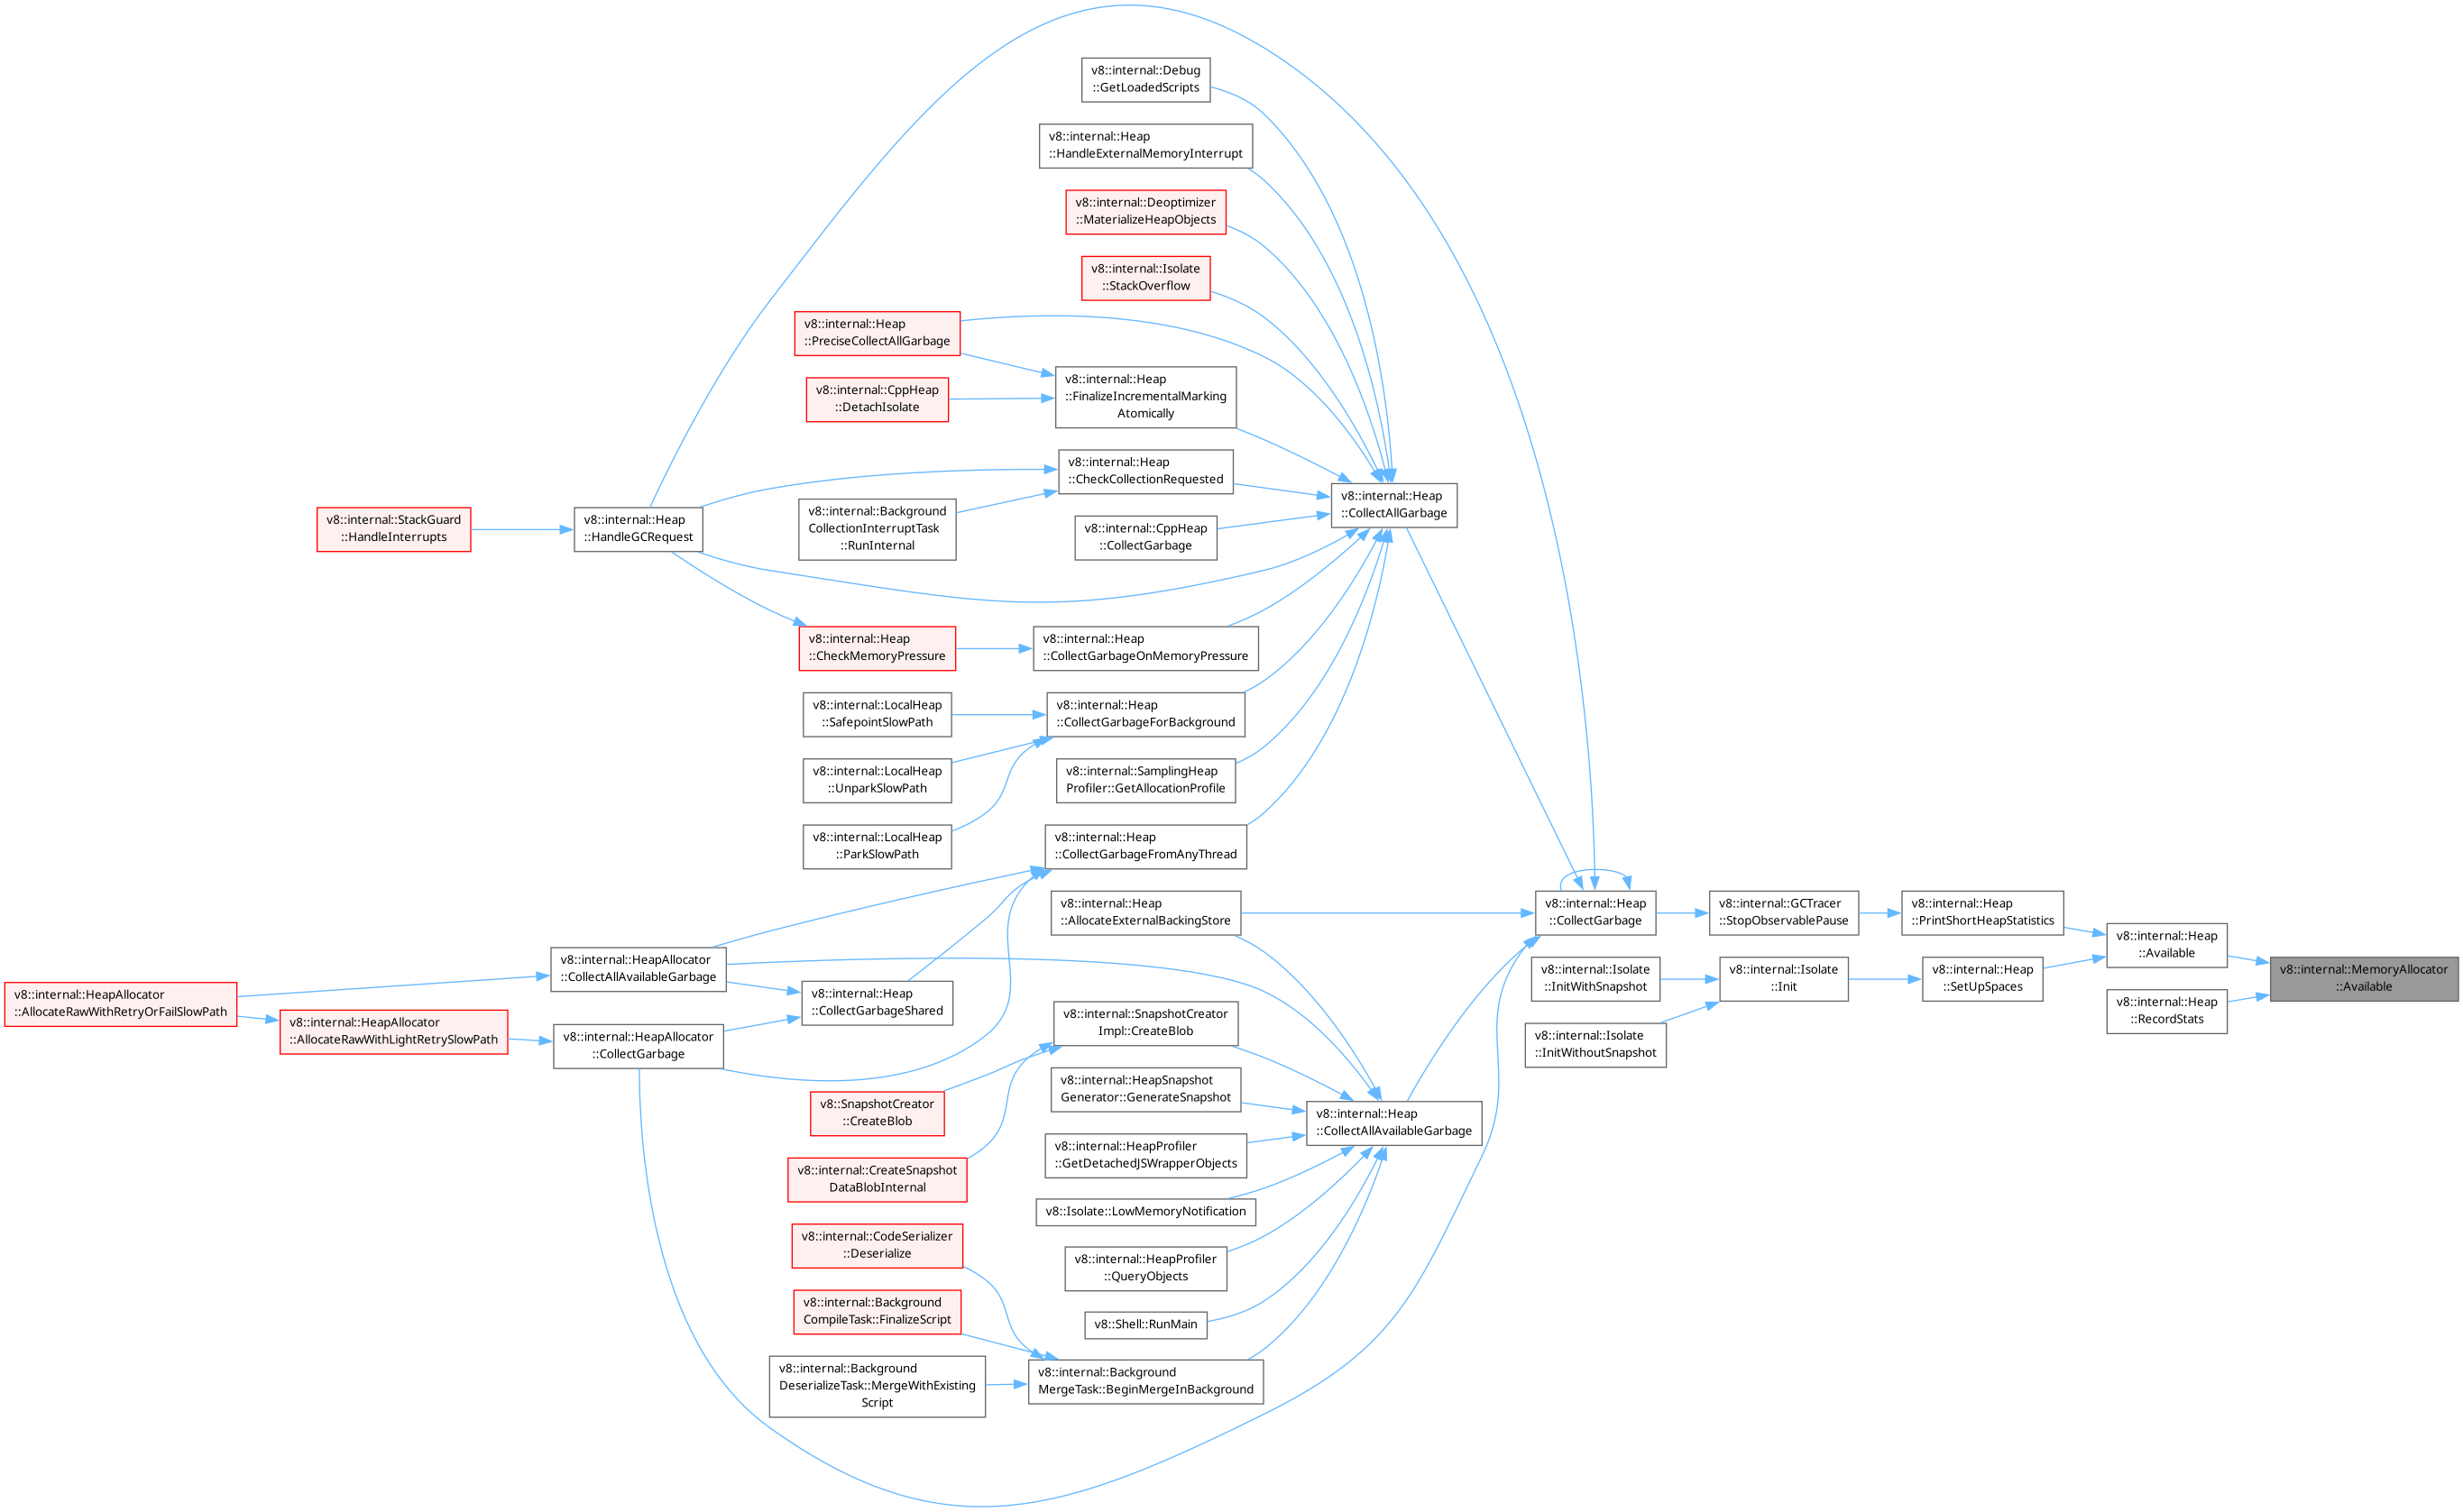 v8::internal::Debug
::GetLoadedScripts
v8::internal::Heap
::HandleExternalMemoryInterrupt
v8::internal::Deoptimizer
::MaterializeHeapObjects
v8::internal::Isolate
::StackOverflow
v8::internal::Heap
::PreciseCollectAllGarbage
v8::internal::Heap
::FinalizeIncrementalMarking
Atomically
v8::internal::CppHeap
::DetachIsolate
v8::internal::Heap
::CheckCollectionRequested
v8::internal::Heap
::CollectAllGarbage
v8::internal::StackGuard
::HandleInterrupts
v8::internal::Heap
::HandleGCRequest
v8::internal::Background
CollectionInterruptTask
::RunInternal
v8::internal::CppHeap
::CollectGarbage
v8::internal::Heap
::CheckMemoryPressure
v8::internal::Heap
::CollectGarbageOnMemoryPressure
v8::internal::LocalHeap
::SafepointSlowPath
v8::internal::Heap
::CollectGarbageForBackground
v8::internal::LocalHeap
::UnparkSlowPath
v8::internal::SamplingHeap
Profiler::GetAllocationProfile
v8::internal::LocalHeap
::ParkSlowPath
v8::internal::Heap
::CollectGarbageFromAnyThread
v8::internal::Heap
::AllocateExternalBackingStore
v8::internal::Heap
::CollectGarbage
v8::internal::GCTracer
::StopObservablePause
v8::internal::Heap
::PrintShortHeapStatistics
v8::internal::Heap
::Available
v8::internal::MemoryAllocator
::Available
v8::internal::HeapAllocator
::CollectAllAvailableGarbage
v8::internal::Isolate
::InitWithSnapshot
v8::internal::Isolate
::Init
v8::internal::Heap
::SetUpSpaces
v8::internal::Heap
::RecordStats
v8::internal::HeapAllocator
::AllocateRawWithRetryOrFailSlowPath
v8::internal::HeapAllocator
::AllocateRawWithLightRetrySlowPath
v8::internal::Heap
::CollectGarbageShared
v8::internal::HeapAllocator
::CollectGarbage
v8::internal::SnapshotCreator
Impl::CreateBlob
v8::internal::Isolate
::InitWithoutSnapshot
v8::SnapshotCreator
::CreateBlob
v8::internal::HeapSnapshot
Generator::GenerateSnapshot
v8::internal::Heap
::CollectAllAvailableGarbage
v8::internal::HeapProfiler
::GetDetachedJSWrapperObjects
v8::internal::CreateSnapshot
DataBlobInternal
v8::Isolate::LowMemoryNotification
v8::internal::CodeSerializer
::Deserialize
v8::internal::HeapProfiler
::QueryObjects
v8::internal::Background
CompileTask::FinalizeScript
v8::Shell::RunMain
v8::internal::Background
DeserializeTask::MergeWithExisting
Script
v8::internal::Background
MergeTask::BeginMergeInBackground